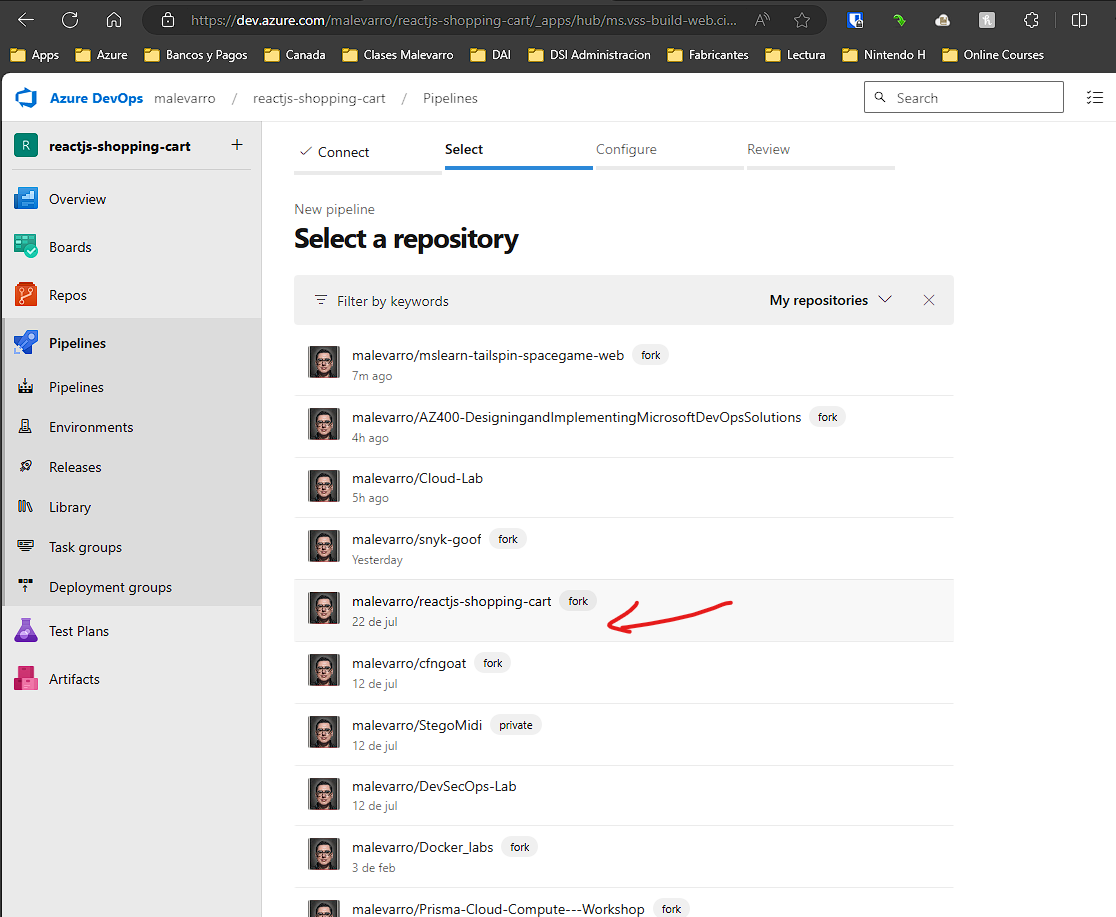 https://dev.azure.com/malevarro/reactjs-shopping-cart/_apps/hub/ms.vss-build-web.ci...
Apps Azure Bancos y Pagos Canada Clases Malevarro DAI DSI Administracion Fabricantes Lectura Nintendo H Online Courses
Azure DevOps malevarro / reactjs-shopping-cart / Pipelines Search
R reactjs-shopping-cart +
Overview
Boards
Repos
Pipelines
Pipelines
Environments
Releases
Library
Task groups
Deployment groups
Test Plans
Artifacts
Connect Select Configure Review
New pipeline
Select a repository
Filter by keywords My repositories
malevarro/mslearn-tailspin-spacegame-web fork
7m ago
malevarro/AZ400-DesigningandImplementingMicrosoftDevOpsSolutions fork
4h ago
malevarro/Cloud-Lab
5h ago
malevarro/snyk-goof fork
Yesterday
malevarro/reactjs-shopping-cart fork
22 de jul
malevarro/cfngoat fork
12 de jul
malevarro/StegoMidi private
12 de jul
malevarro/DevSecOps-Lab
12 de jul
malevarro/Docker_labs fork
3 de feb
malevarro/Prisma-Cloud-Compute---Workshop fork